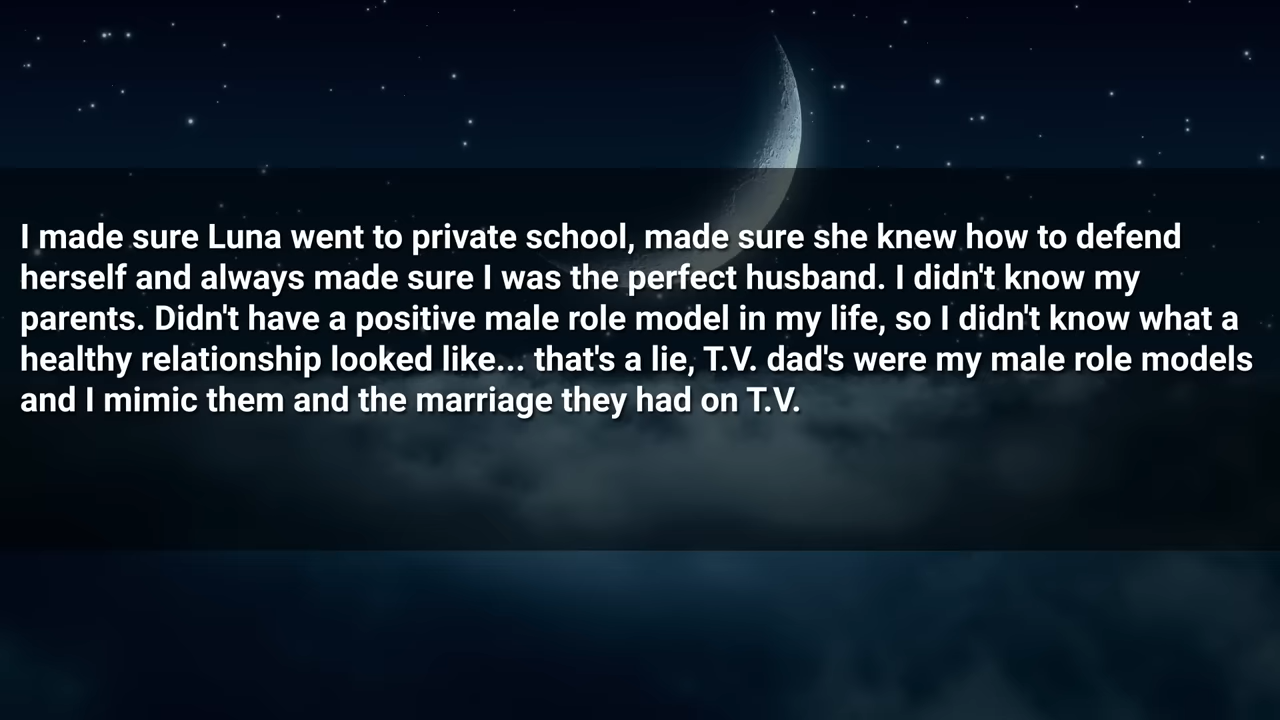 I made sure Luna went to private school, made sure she knew how to defend
herself and always made sure I was the perfect husband. I didn't know my
parents. Didn't have a positive male role model in my life, so I didn't know what a
healthy relationship looked like... that's a lie, T.V. dad's were my male role models
and I mimic them and the marriage they had on T.V.